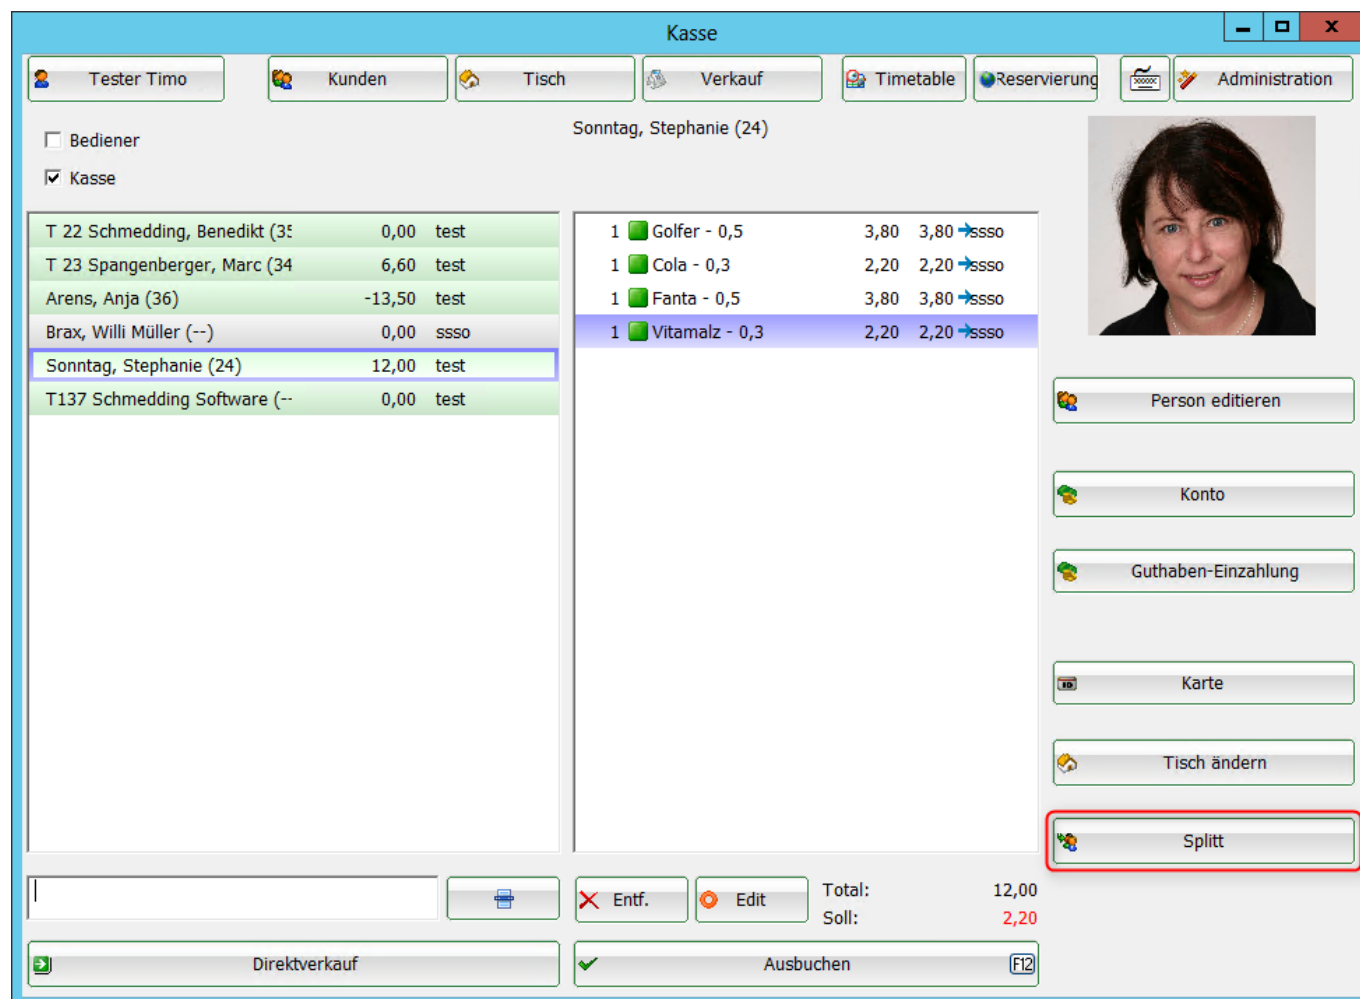 Kasse
Tester Timo Kunden Tisch Verkauf Timetable Reservierung Administration
Sonntag, Stephanie (24)
Bediener
Kasse
T 22 Schmedding, Benedikt (35 0,00 test
T 23 Spangenberger, Marc (34 6,60 test
Arens, Anja (36) -13,50 test
Brax, Willi Müller (--) 0,00 ssso
Sonntag, Stephanie (24) 12,00 test
T137 Schmedding Software (-- 0,00 test
1 Golfer - 0,5 3,80 3,80 ssso
1 Cola - 0,3 2,20 2,20 ssso
1 Fanta - 0,5 3,80 3,80 ssso
1 Vitamalz - 0,3 2,20 2,20 ssso
Person editieren
Konto
Guthaben-Einzahlung
Karte
Tisch ändern
Splitt
Entf. Edit
Total: 12,00
Soll: 2,20
Direktverkauf
Ausbuchen F12